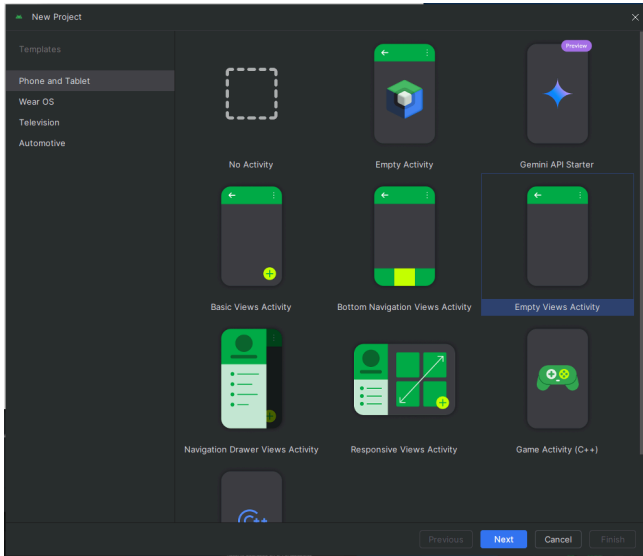 New Project
Templates
Phone and Tablet
Wear OS
Television
Automotive
No Activity
Empty Activity
Preview
Gemini API Starter
Basic Views Activity
Bottom Navigation Views Activity
Empty Views Activity
Navigation Drawer Views Activity
Responsive Views Activity
Game Activity (C++)
C++
Previous
Next
Cancel
Finish